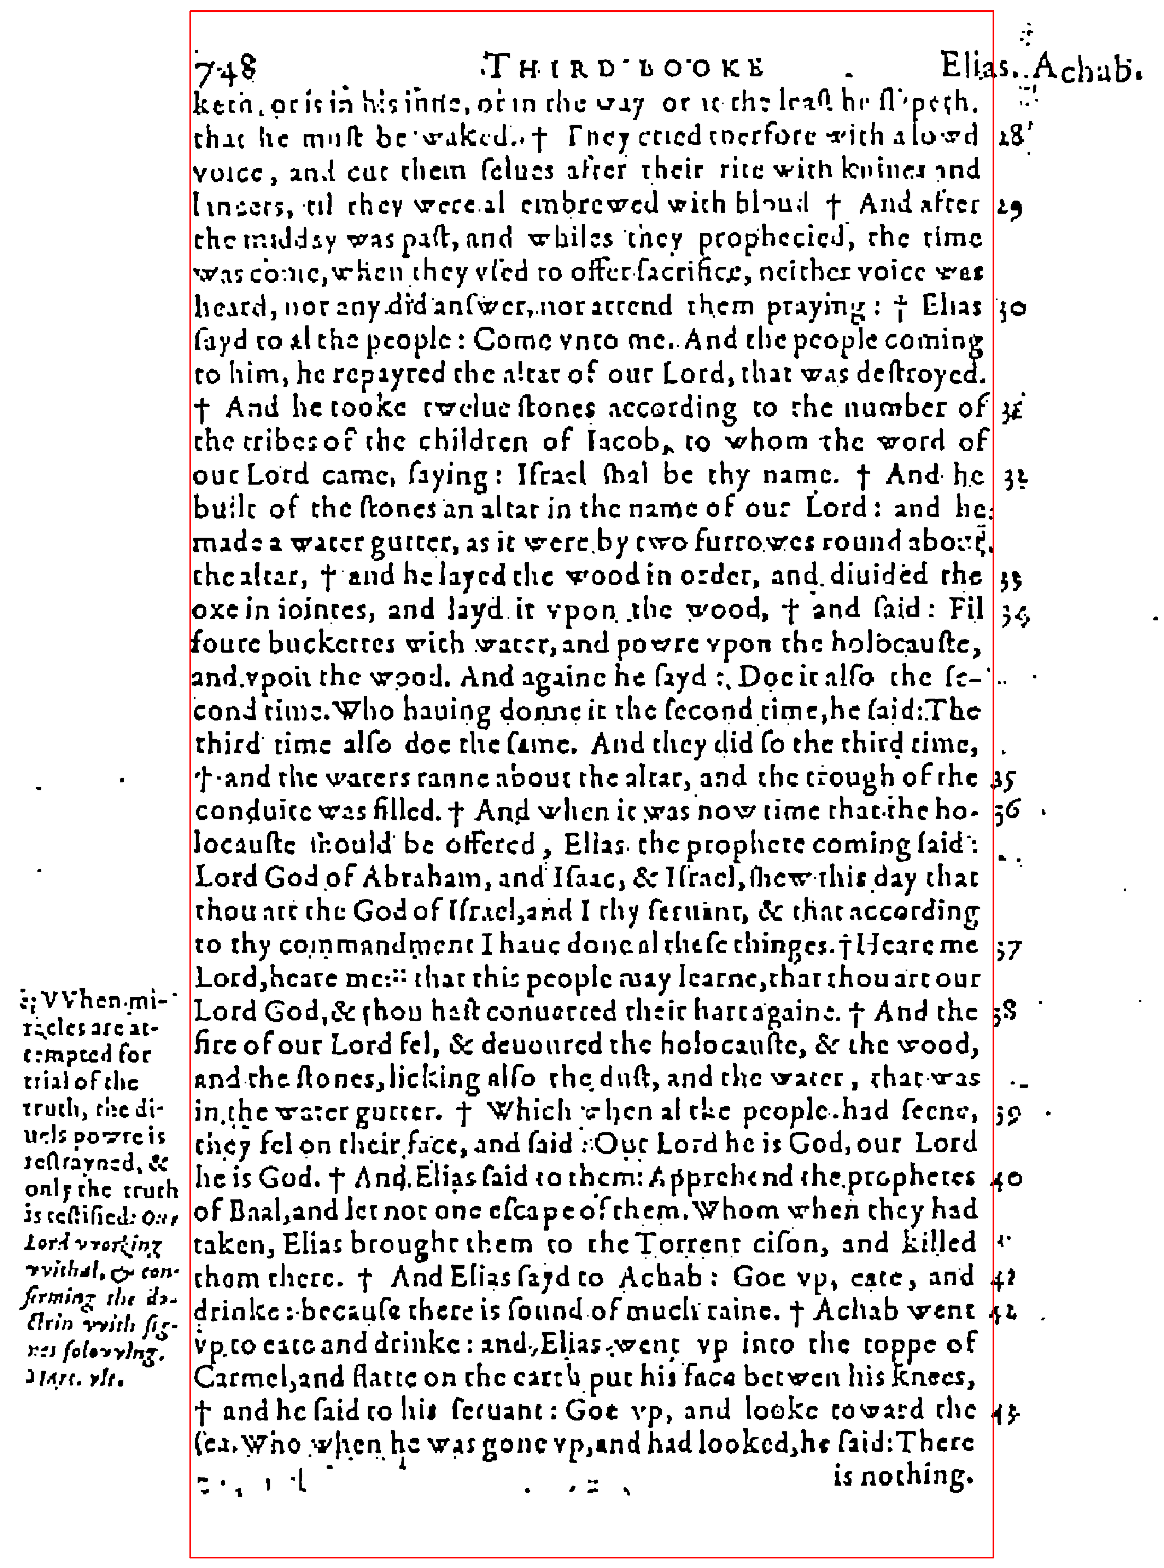 748 THIRD BOOKE Elias. Achab.
keth, or is in his inne, or in the way or at the least he sleepeth,
that he must be waked. † They cried therfore with a lowd 28
voice, and cut them selues after their rite with kniues and
lancers, til they were al embrewed with bloud † And after 29
the midday was past, and whiles they prophecied, the time
was come, when they vsed to offer sacrifice, neither voice was
heard, nor any did answer, nor attend them praying: † Elias 30
sayd to al the people: Come vnto me. And the people coming
to him, he repayred the altar of our Lord, that was destroyed.
† And he tooke twelue stones according to the number of 31
the tribes of the children of Iacob, to whom the word of
our Lord came, saying: Israel shal be thy name. † And he 32
built of the stones an altar in the name of our Lord: and he
made a water gutter, as it were by two furrowes round about
the altar, † and he layed the wood in order, and diuided the 33
oxe in iointes, and layd it vpon the wood, † and said: Fil 34
foure buckettes with water, and powre vpon the holocauste,
and vpon the wood. And againe he sayd: Doe it also the se-
cond time. Who hauing donne it the second time, he said: The
third time also doe the same. And they did so the third time,
† and the waters ranne about the altar, and the trough of the 35
conduite was filled. † And when it was now time that the ho- 36
locauste should be offered, Elias the prophete coming said:
Lord God of Abraham, and Isaac, & Israel, shew this day that
thou art the God of Israel, and I thy seruant, & that according
to thy commandment I haue done al these thinges. † Heare me 37
Lord, heare me: :: that this people may learne, that thou art our
Lord God, & thou hast conuerted their hart againe. † And the 38
fire of our Lord fel, & deuoured the holocauste, & the wood,
and the stones, licking also the dust, and the water, that was
in the water gutter. † Which when al the people had seene, 39
they fel on their face, and said: Our Lord he is God, our Lord
he is God. † And Elias said to them: Apprehend the prophetes 40
of Baal, and let not one escape of them. Whom when they had
taken, Elias brought them to the Torrent cison, and killed
them there. † And Elias sayd to Achab: Goe vp, eate, and 41
drinke: because there is sound of much raine. † Achab went 42
vp to eate and drinke: and Elias went vp into the toppe of
Carmel, and flatte on the earth put his face betwen his knees,
† and he said to his seruant: Goe vp, and looke toward the 43
sea. Who when he was gone vp, and had looked, he said: There
is nothing.
:: VVhen mi-
racles are at-
tempted for
trial of the
truth, the di-
uels powre is
restrayned, &
only the truth
is testified: Our
Lord vvorking
vvithal, & con-
firming the do-
ctrin vvith sig-
nes folovving.
Marc. vlt.